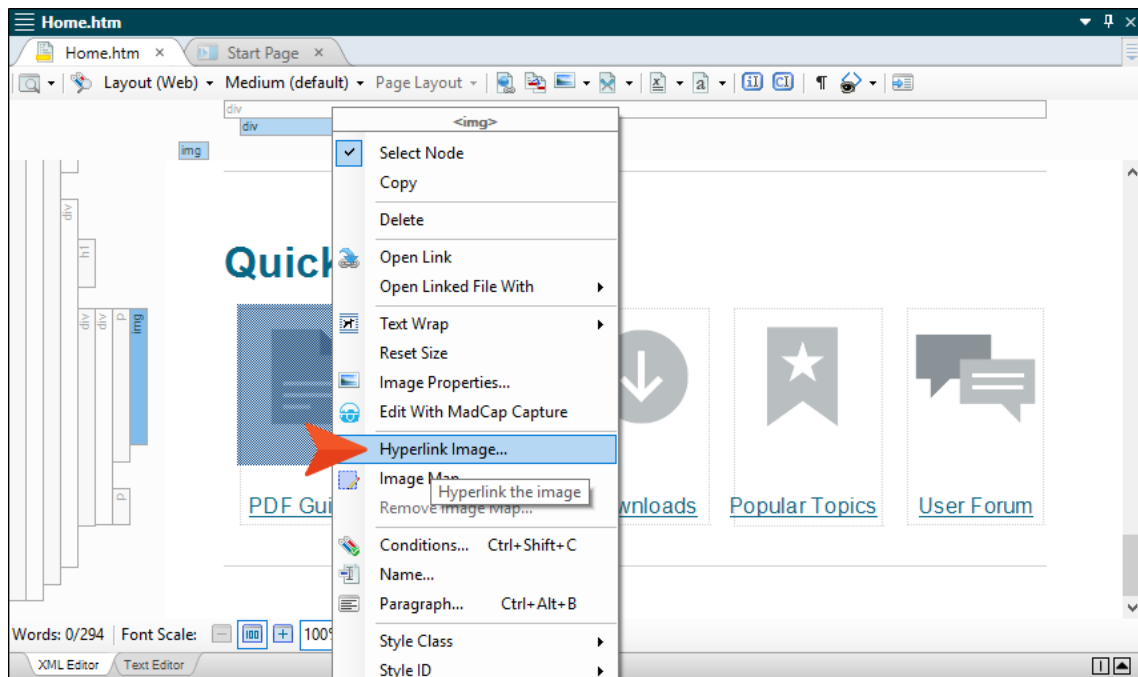 Home.htm
Home.htm × Start Page ×
Layout (Web) Medium (default) Page Layout
div
div
img
<img>
Select Node
Copy
Delete
Open Link
Open Linked File With
Text Wrap
Reset Size
Image Properties...
Edit With MadCap Capture
Hyperlink Image...
Image Map...
Hyperlink the image
Remove Image Map...
Conditions... Ctrl+Shift+C
Name...
Paragraph... Ctrl+Alt+B
Style Class
Style ID
div
h1
div
div
p
img
p
Quick
PDF Gui
wnloads
Popular Topics
User Forum
Words: 0/294 Font Scale: 100%
XML Editor Text Editor